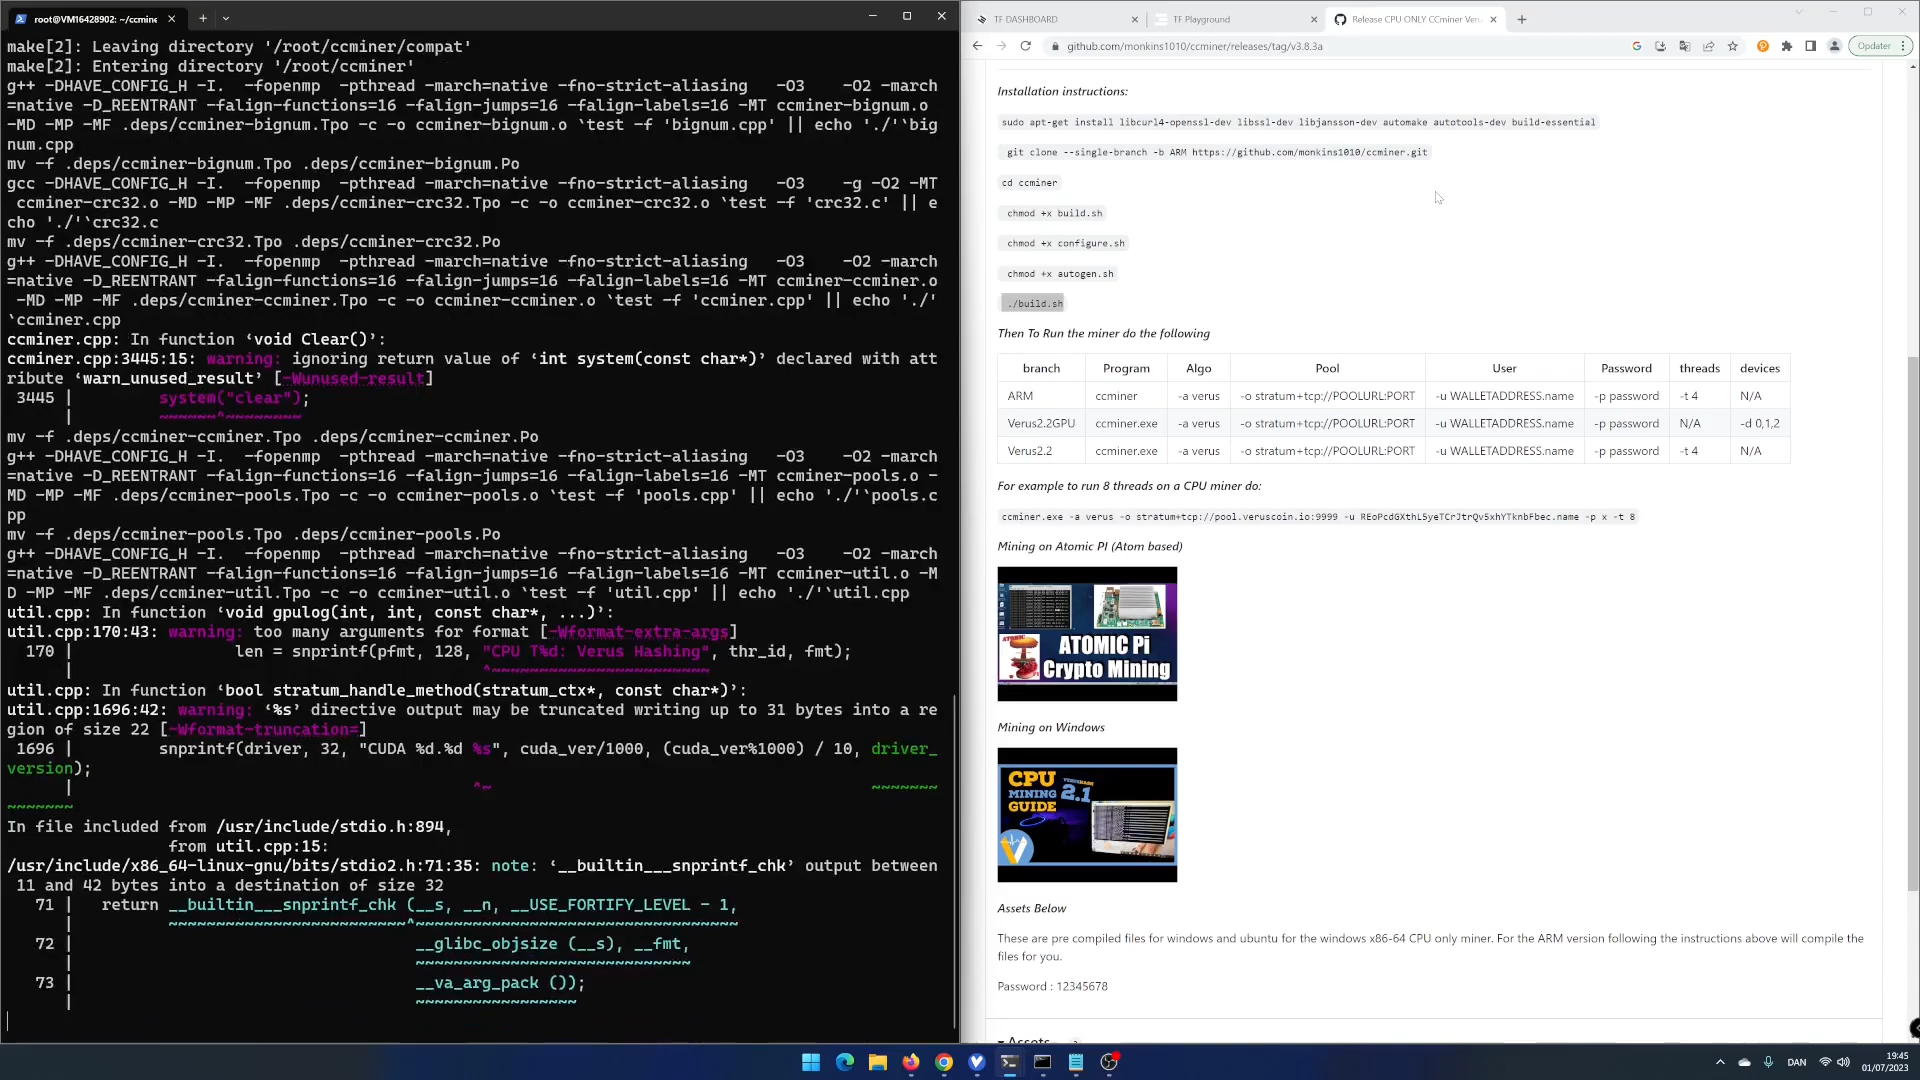 root@VM16428902: ~/ccmine
make[2]: Leaving directory '/root/ccminer/compat'
make[2]: Entering directory '/root/ccminer'
g++ -DHAVE_CONFIG_H -I.  -fopenmp  -pthread -march=native -fno-strict-aliasing   -O3    -O2 -march
=native -D_REENTRANT -falign-functions=16 -falign-jumps=16 -falign-labels=16 -MT ccminer-bignum.o
-MD -MP -MF .deps/ccminer-bignum.Tpo -c -o ccminer-bignum.o `test -f 'bignum.cpp' || echo './'`big
num.cpp
mv -f .deps/ccminer-bignum.Tpo .deps/ccminer-bignum.Po
gcc -DHAVE_CONFIG_H -I.  -fopenmp  -pthread -march=native -fno-strict-aliasing   -O3    -g -O2 -MT
 ccminer-crc32.o -MD -MP -MF .deps/ccminer-crc32.Tpo -c -o ccminer-crc32.o `test -f 'crc32.c' || e
cho './'`crc32.c
mv -f .deps/ccminer-crc32.Tpo .deps/ccminer-crc32.Po
g++ -DHAVE_CONFIG_H -I.  -fopenmp  -pthread -march=native -fno-strict-aliasing   -O3    -O2 -march
=native -D_REENTRANT -falign-functions=16 -falign-jumps=16 -falign-labels=16 -MT ccminer-ccminer.o
 -MD -MP -MF .deps/ccminer-ccminer.Tpo -c -o ccminer-ccminer.o `test -f 'ccminer.cpp' || echo './'
`ccminer.cpp
ccminer.cpp: In function ‘void Clear()’:
ccminer.cpp:3445:15: warning: ignoring return value of ‘int system(const char*)’ declared with att
ribute ‘warn_unused_result’ [-Wunused-result]
 3445 |         system("clear");
      |         ~~~~~~^~~~~~~~~
mv -f .deps/ccminer-ccminer.Tpo .deps/ccminer-ccminer.Po
g++ -DHAVE_CONFIG_H -I.  -fopenmp  -pthread -march=native -fno-strict-aliasing   -O3    -O2 -march
=native -D_REENTRANT -falign-functions=16 -falign-jumps=16 -falign-labels=16 -MT ccminer-pools.o -
MD -MP -MF .deps/ccminer-pools.Tpo -c -o ccminer-pools.o `test -f 'pools.cpp' || echo './'`pools.c
pp
mv -f .deps/ccminer-pools.Tpo .deps/ccminer-pools.Po
g++ -DHAVE_CONFIG_H -I.  -fopenmp  -pthread -march=native -fno-strict-aliasing   -O3    -O2 -march
=native -D_REENTRANT -falign-functions=16 -falign-jumps=16 -falign-labels=16 -MT ccminer-util.o -M
D -MP -MF .deps/ccminer-util.Tpo -c -o ccminer-util.o `test -f 'util.cpp' || echo './'`util.cpp
util.cpp: In function ‘void gpulog(int, int, const char*, ...)’:
util.cpp:170:43: warning: too many arguments for format [-Wformat-extra-args]
  170 |                 len = snprintf(pfmt, 128, "CPU T%d: Verus Hashing", thr_id, fmt);
      |                                           ^~~~~~~~~~~~~~~~~~~~~~~~
util.cpp: In function ‘bool stratum_handle_method(stratum_ctx*, const char*)’:
util.cpp:1696:42: warning: ‘%s’ directive output may be truncated writing up to 31 bytes into a re
gion of size 22 [-Wformat-truncation=]
 1696 |         snprintf(driver, 32, "CUDA %d.%d %s", cuda_ver/1000, (cuda_ver%1000) / 10, driver_
version);
      |                                          ^~                                        ~~~~~~~
~~~~~~~
In file included from /usr/include/stdio.h:894,
                 from util.cpp:15:
/usr/include/x86_64-linux-gnu/bits/stdio2.h:71:35: note: ‘__builtin___snprintf_chk’ output between
 11 and 42 bytes into a destination of size 32
   71 |   return __builtin___snprintf_chk (__s, __n, __USE_FORTIFY_LEVEL - 1,
      |          ~~~~~~~~~~~~~~~~~~~~~~~~~^~~~~~~~~~~~~~~~~~~~~~~~~~~~~~~~~~~
   72 |                                    __glibc_objsize (__s), __fmt,
      |                                    ~~~~~~~~~~~~~~~~~~~~~~~~~~~~~
   73 |                                    __va_arg_pack ());
      |                                    ~~~~~~~~~~~~~~~~~
TF DASHBOARD
TF Playground
Release CPU ONLY CCminer Veru
github.com/monkins1010/ccminer/releases/tag/v3.8.3a
Opdater
Installation instructions:
sudo apt-get install libcurl4-openssl-dev libssl-dev libjansson-dev automake autotools-dev build-essential
git clone --single-branch -b ARM https://github.com/monkins1010/ccminer.git
cd ccminer
chmod +x build.sh
chmod +x configure.sh
chmod +x autogen.sh
./build.sh
Then To Run the miner do the following
branch Program Algo Pool User Password threads devices
ARM ccminer -a verus -o stratum+tcp://POOLURL:PORT -u WALLETADDRESS.name -p password -t 4 N/A
Verus2.2GPU ccminer.exe -a verus -o stratum+tcp://POOLURL:PORT -u WALLETADDRESS.name -p password N/A -d 0,1,2
Verus2.2 ccminer.exe -a verus -o stratum+tcp://POOLURL:PORT -u WALLETADDRESS.name -p password -t 4 N/A
For example to run 8 threads on a CPU miner do:
ccminer.exe -a verus -o stratum+tcp://pool.veruscoin.io:9999 -u REoPcdGXthL5yeTCrJtrQv5xhYTknbFbec.name -p x -t 8
Mining on Atomic PI (Atom based)
ATOMIC Pi
Crypto Mining
Mining on Windows
CPU
MINING 2.1
GUIDE
Assets Below
These are pre compiled files for windows and ubuntu for the windows x86-64 CPU only miner. For the ARM version following the instructions above will compile the
files for you.
Password : 12345678
Assets
DAN
19:45
01/07/2023